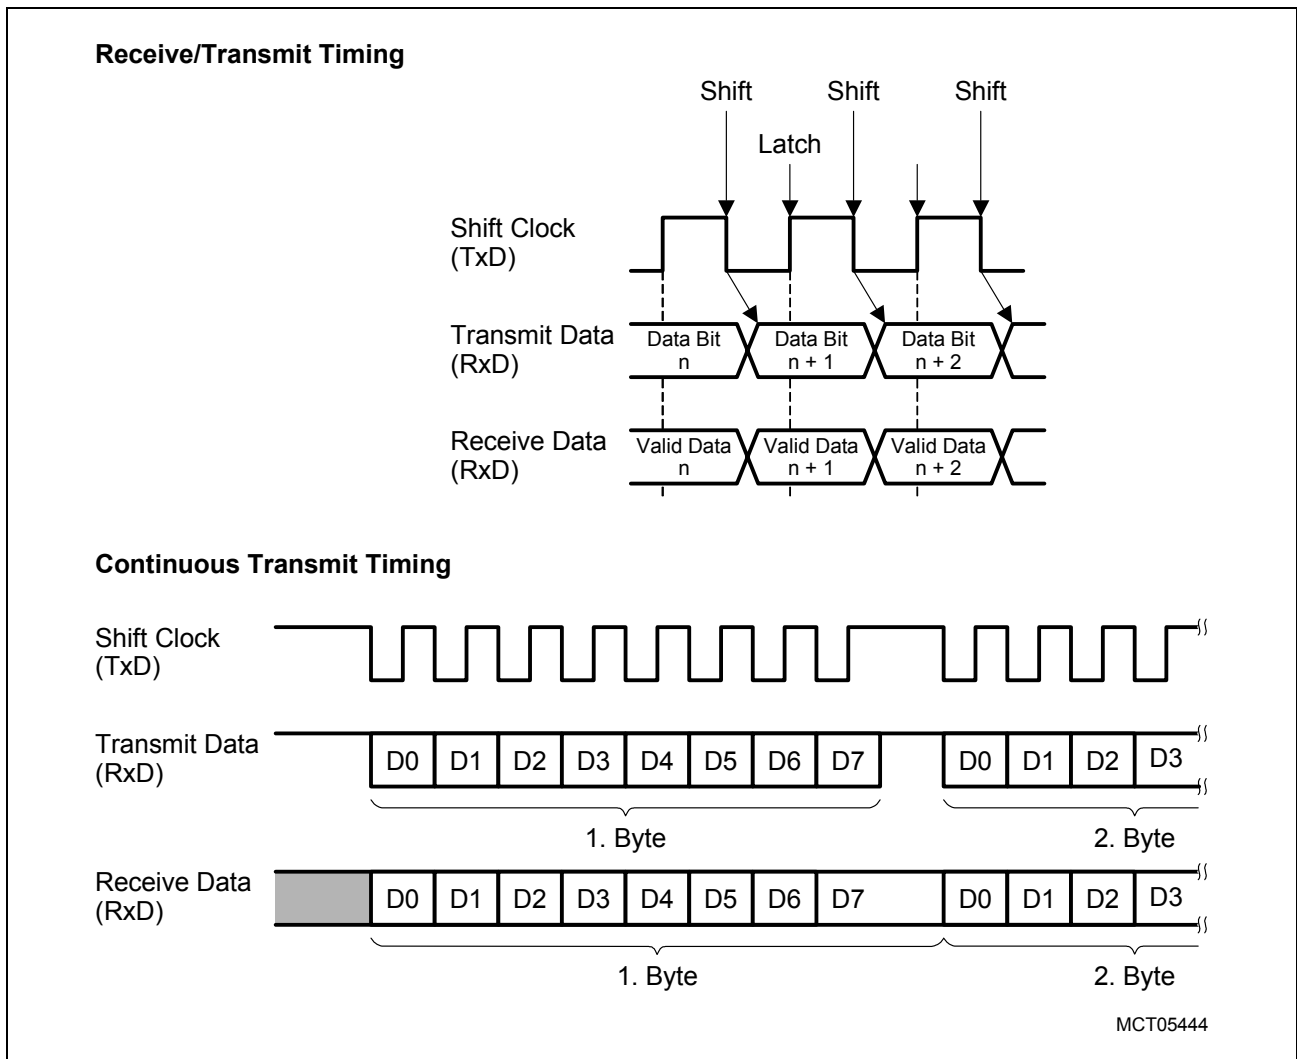 Receive/Transmit Timing
Shift Shift Shift
Latch
Shift Clock
(TxD)
Transmit Data
(RxD)
Data Bit
n
Data Bit
n + 1
Data Bit
n + 2
Receive Data
(RxD)
Valid Data
n
Valid Data
n + 1
Valid Data
n + 2
Continuous Transmit Timing
Shift Clock
(TxD)
Transmit Data
(RxD)
D0 D1 D2 D3 D4 D5 D6 D7 D0 D1 D2 D3
1. Byte 2. Byte
Receive Data
(RxD)
D0 D1 D2 D3 D4 D5 D6 D7 D0 D1 D2 D3
1. Byte 2. Byte
MCT05444